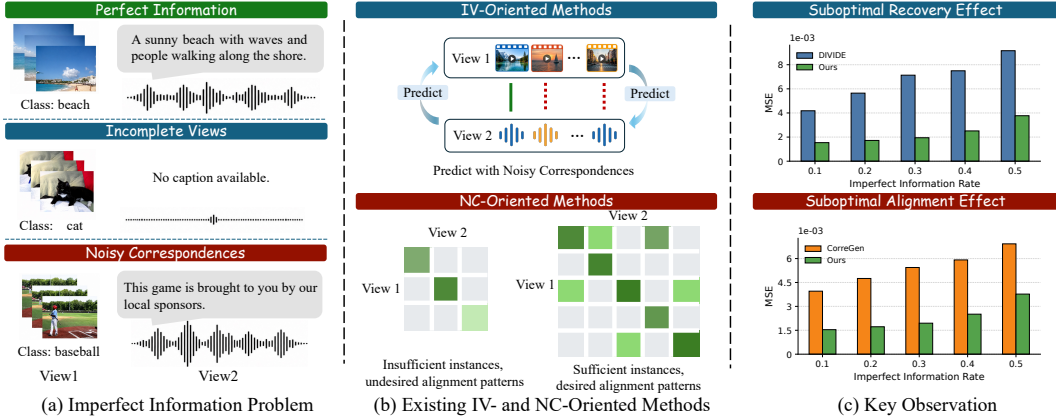 Perfect Information
A sunny beach with waves and
people walking along the shore.
Class: beach
Incomplete Views
No caption available.
Class: cat
Noisy Correspondences
This game is brought to you by our
local sponsors.
Class: baseball
View1
View2
(a) Imperfect Information Problem
IV-Oriented Methods
View 1
...
Predict
Predict
View 2
...
Predict with Noisy Correspondences
NC-Oriented Methods
View 2
View 1
Insufficient instances,
undesired alignment patterns
View 2
View 1
Sufficient instances,
desired alignment patterns
(b) Existing IV- and NC-Oriented Methods
Suboptimal Recovery Effect
1e-03
DIVIDE
Ours
MSE
8
6
4
2
0
0.1 0.2 0.3 0.4 0.5
Imperfect Information Rate
Suboptimal Alignment Effect
1e-03
CorreGen
Ours
MSE
7.5
6
4.5
3
1.5
0
0.1 0.2 0.3 0.4 0.5
Imperfect Information Rate
(c) Key Observation